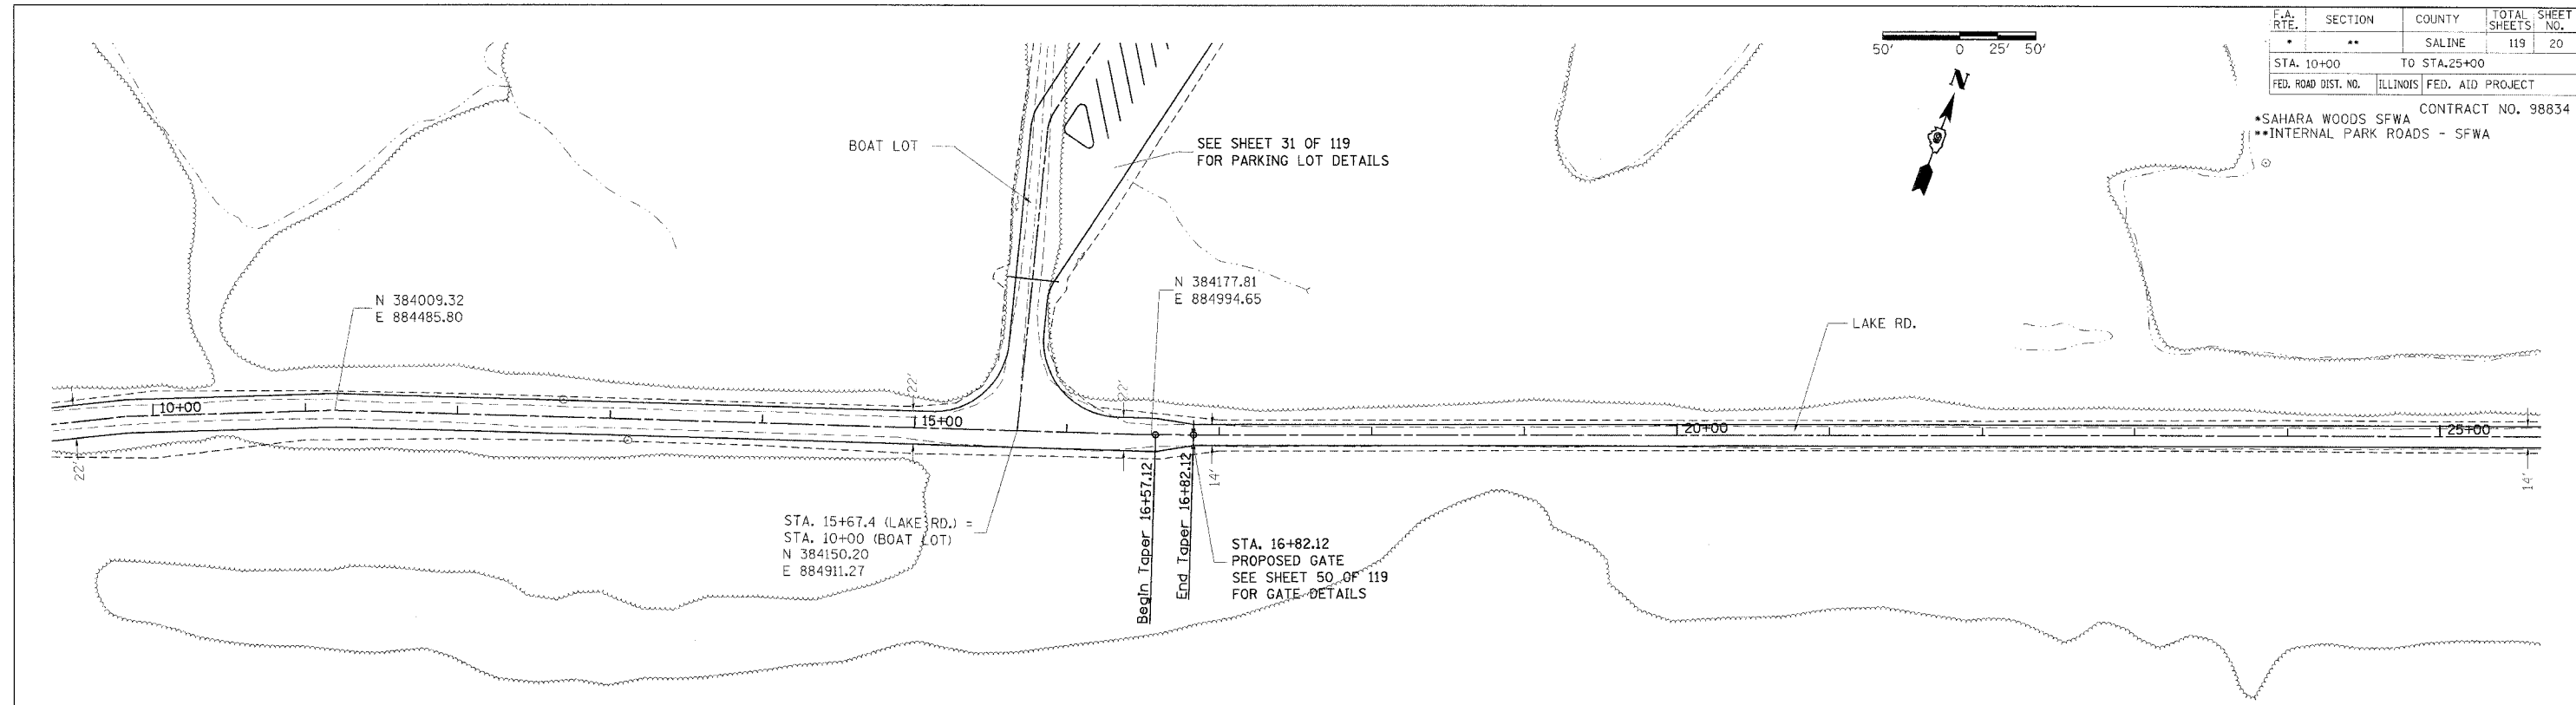 F.A. RTE. SECTION COUNTY TOTAL SHEETS SHEET NO.
* ** SALINE 119 20
STA. 10+00 TO STA.25+00
FED. ROAD DIST. NO. ILLINOIS FED. AID PROJECT
CONTRACT NO. 98834
*SAHARA WOODS SFWA
**INTERNAL PARK ROADS - SFWA
50' 0 25' 50'
N
BOAT LOT
SEE SHEET 31 OF 119
FOR PARKING LOT DETAILS
N 384009.32
E 884485.80
N 384177.81
E 884994.65
LAKE RD.
22'
22'
10+00
15+00
20+00
25+00
22'
14'
14'
STA. 15+67.4 (LAKE RD.) =
STA. 10+00 (BOAT LOT)
N 384150.20
E 884911.27
Begin Taper 16+57.12
End Taper 16+82.12
STA. 16+82.12
PROPOSED GATE
SEE SHEET 50 OF 119
FOR GATE DETAILS